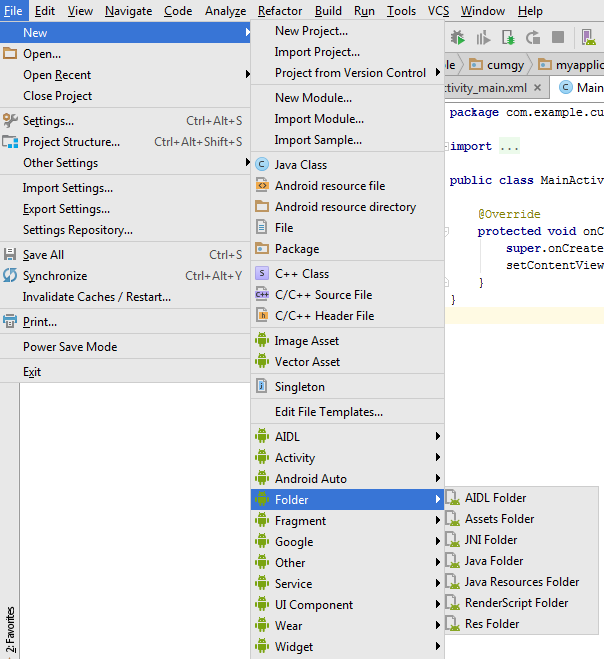 File Edit View Navigate Code Analyze Refactor Build Run Tools VCS Window Help
New
Open...
Open Recent
Close Project
Settings... Ctrl+Alt+S
Project Structure... Ctrl+Alt+Shift+S
Other Settings
Import Settings...
Export Settings...
Settings Repository...
Save All Ctrl+S
Synchronize Ctrl+Alt+Y
Invalidate Caches / Restart...
Print...
Power Save Mode
Exit
New Project...
Import Project...
Project from Version Control
New Module...
Import Module...
Import Sample...
C Java Class
Android resource file
Android resource directory
File
Package
S C++ Class
C++ C/C++ Source File
h C/C++ Header File
Image Asset
Vector Asset
Singleton
Edit File Templates...
AIDL
Activity
Android Auto
Folder
Fragment
Google
Other
Service
UI Component
Wear
Widget
AIDL Folder
Assets Folder
JNI Folder
Java Folder
Java Resources Folder
RenderScript Folder
Res Folder
le cumgy myapplic
tivity_main.xml C Main
package com.example.cu
import ...
public class MainActiv
@Override
protected void onC
super.onCreate
setContentView
}
}
2: Favorites